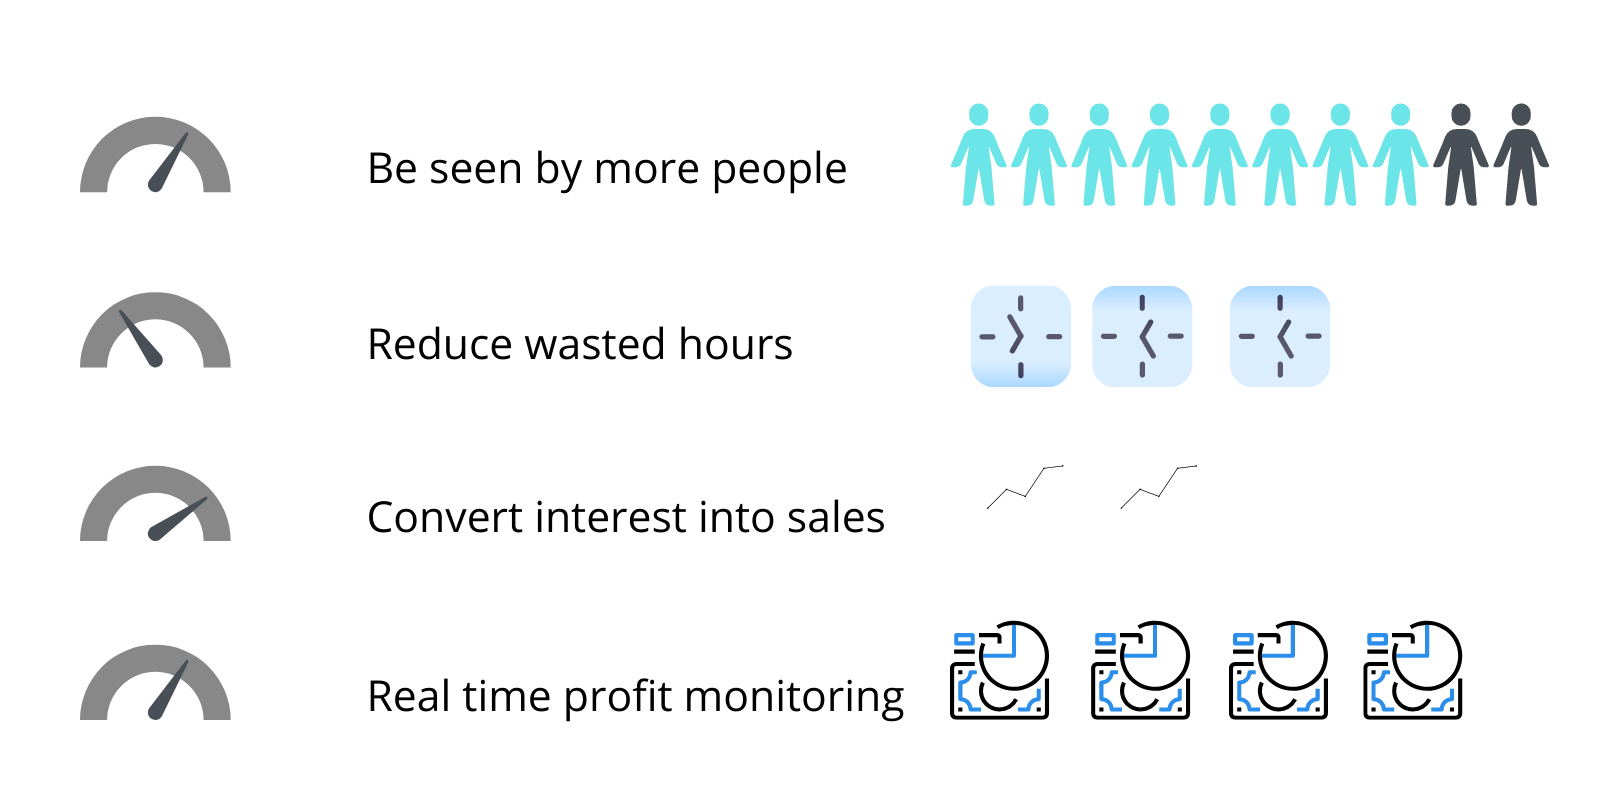 Be seen by more people
Reduce wasted hours
Convert interest into sales
Real time profit monitoring